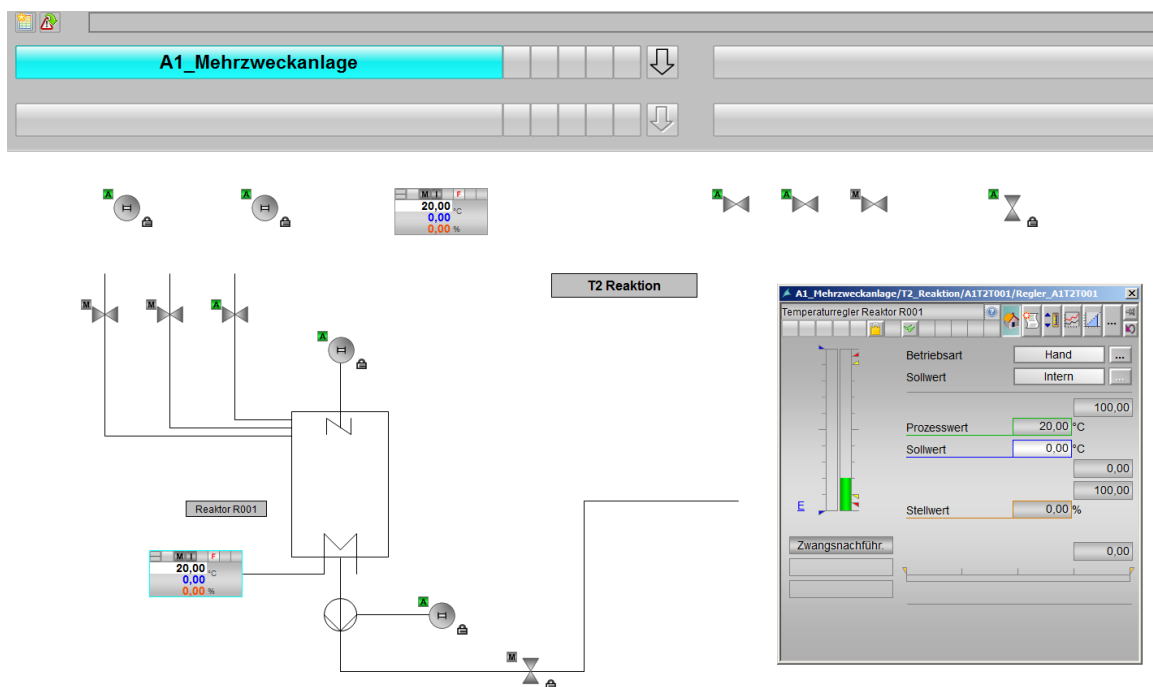 A1_Mehrzweckanlage
A
A
M I F
20,00 °C
0,00
0,00 %
A
A
M
A
T2 Reaktion
M
M
A
A
Reaktor R001
M I F
20,00 °C
0,00
0,00 %
A
M
A1_Mehrzweckanlage/T2_Reaktion/A1T2T001/Regler_A1T2T001
Temperaturregler Reaktor R001
...
Betriebsart Hand ...
Sollwert Intern ...
100,00
Prozesswert 20,00 °C
Sollwert 0,00 °C
0,00
100,00
E
Stellwert 0,00 %
Zwangsnachführ.
0,00